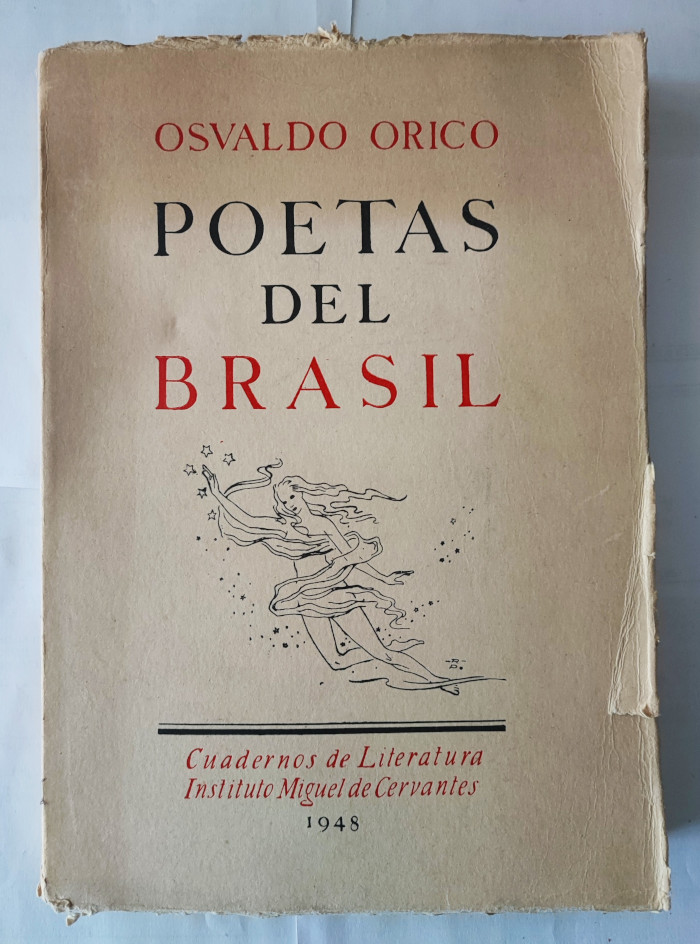 OSVALDO ORICO
POETAS
DEL
BRASIL
Cuadernos de Literatura
Instituto Miguel de Cervantes
1948